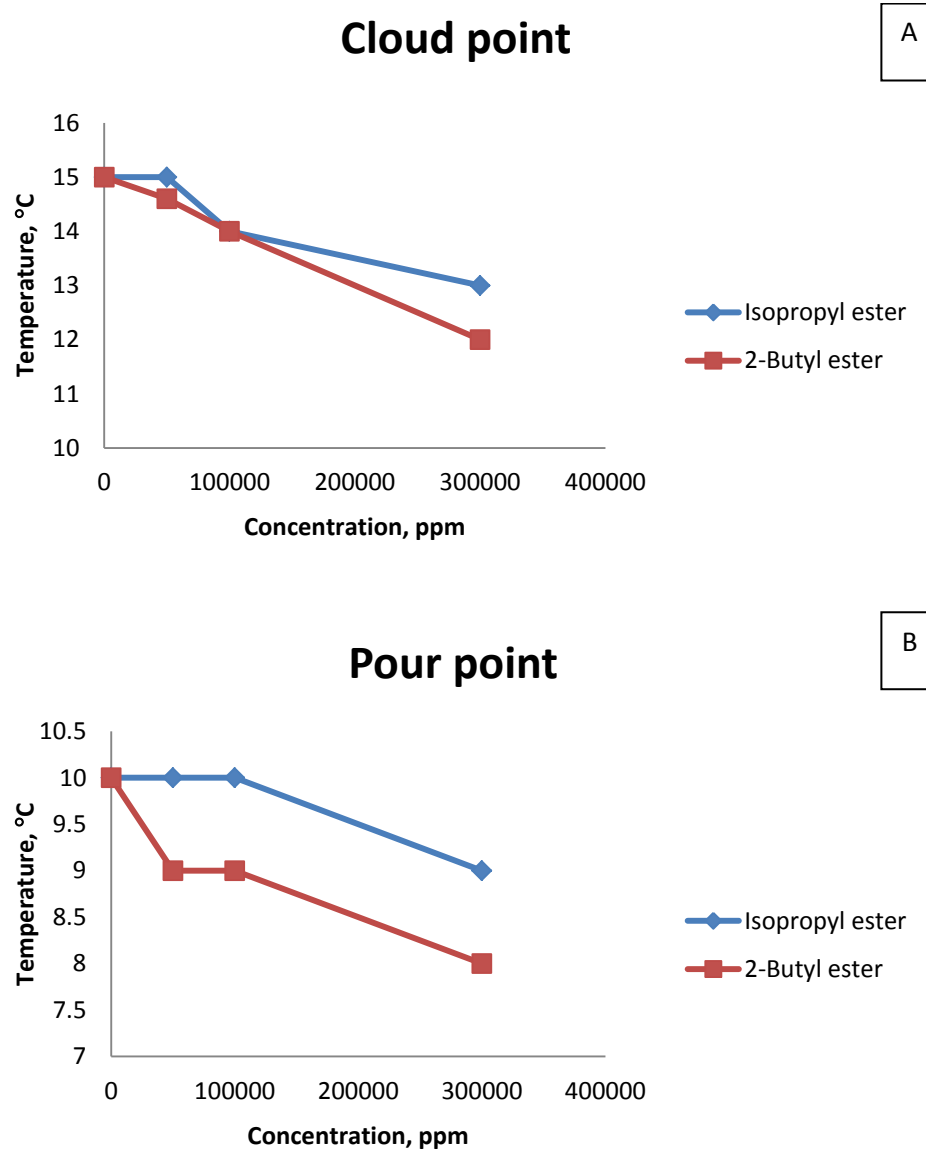 Cloud point
A
16
15
14
13
12
11
10
Temperature, °C
0 100000 200000 300000 400000
Concentration, ppm
Isopropyl ester
2-Butyl ester
Pour point
B
10.5
10
9.5
9
8.5
8
7.5
7
Temperature, °C
0 100000 200000 300000 400000
Concentration, ppm
Isopropyl ester
2-Butyl ester